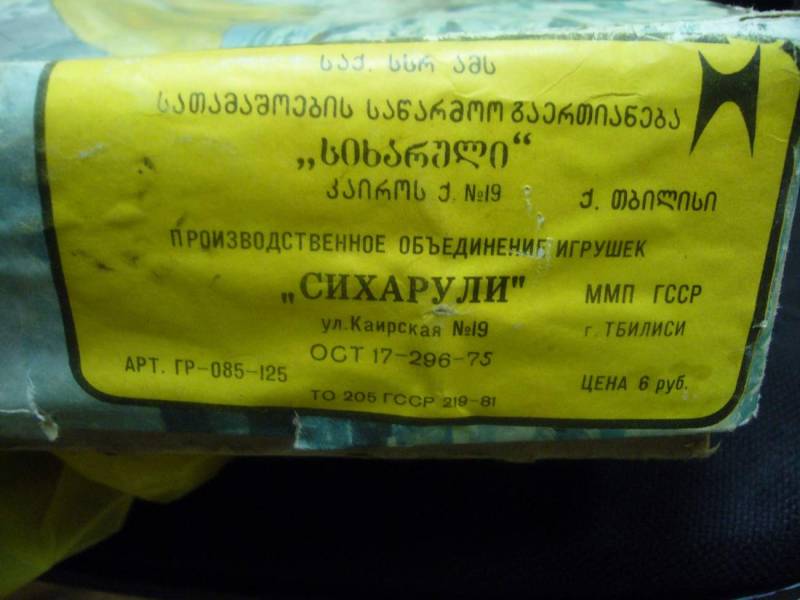 საქ. სსრ ამს
სათამაშოების საწარმოო გაერთიანება
„სიხარული“
კაიროს ქ. №19 ქ. თბილისი
ПРОИЗВОДСТВЕННОЕ ОБЪЕДИНЕНИЕ ИГРУШЕК
„СИХАРУЛИ" ММП ГССР
ул.Каирская №19 г. ТБИЛИСИ
ОСТ 17-296-75
АРТ. ГР-085-125 ЦЕНА 6 руб.
ТО 205 ГССР 219-81